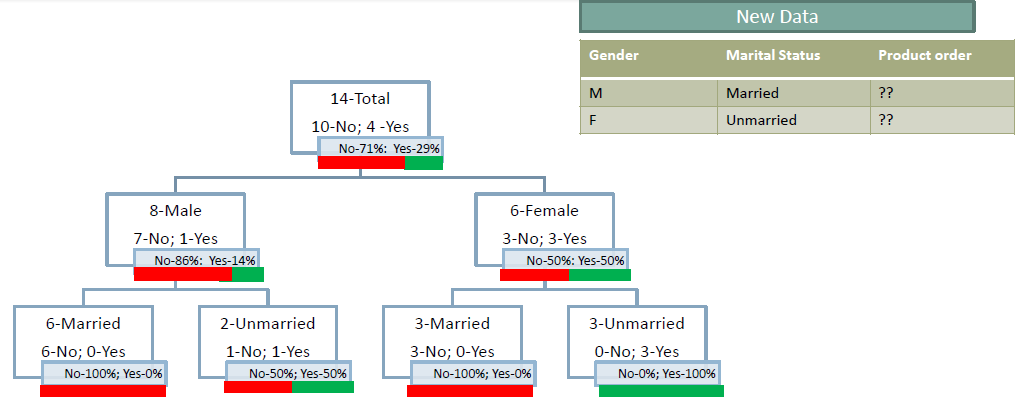 New Data
Gender Marital Status Product order
M Married ??
F Unmarried ??
14-Total
10-No; 4 -Yes
No-71%: Yes-29%
8-Male
7-No; 1-Yes
No-86%: Yes-14%
6-Female
3-No; 3-Yes
No-50%: Yes-50%
6-Married
6-No; 0-Yes
No-100%; Yes-0%
2-Unmarried
1-No; 1-Yes
No-50%; Yes-50%
3-Married
3-No; 0-Yes
No-100%; Yes-0%
3-Unmarried
0-No; 3-Yes
No-0%; Yes-100%